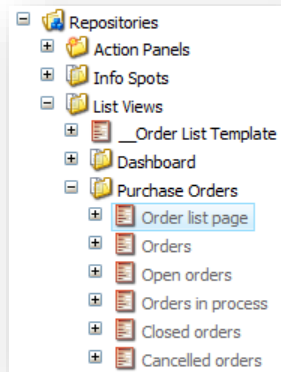 Repositories
Action Panels
Info Spots
List Views
__Order List Template
Dashboard
Purchase Orders
Order list page
Orders
Open orders
Orders in process
Closed orders
Cancelled orders